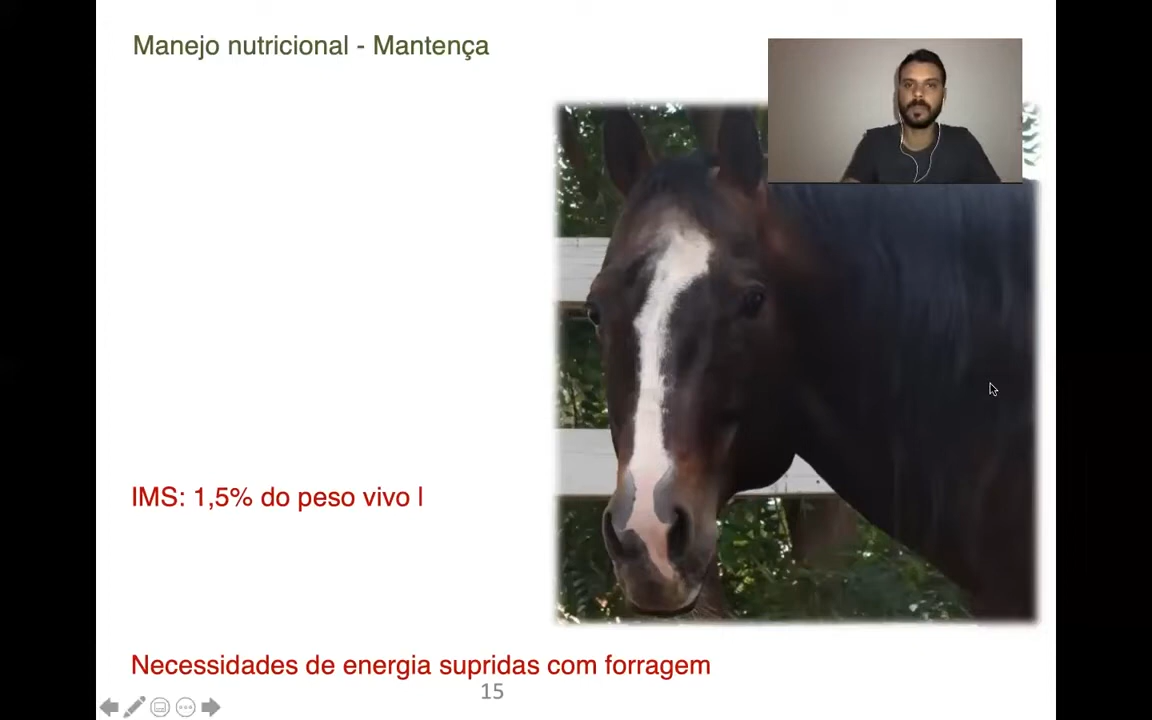 Manejo nutricional - Mantença
IMS: 1,5% do peso vivo |
Necessidades de energia supridas com forragem
15